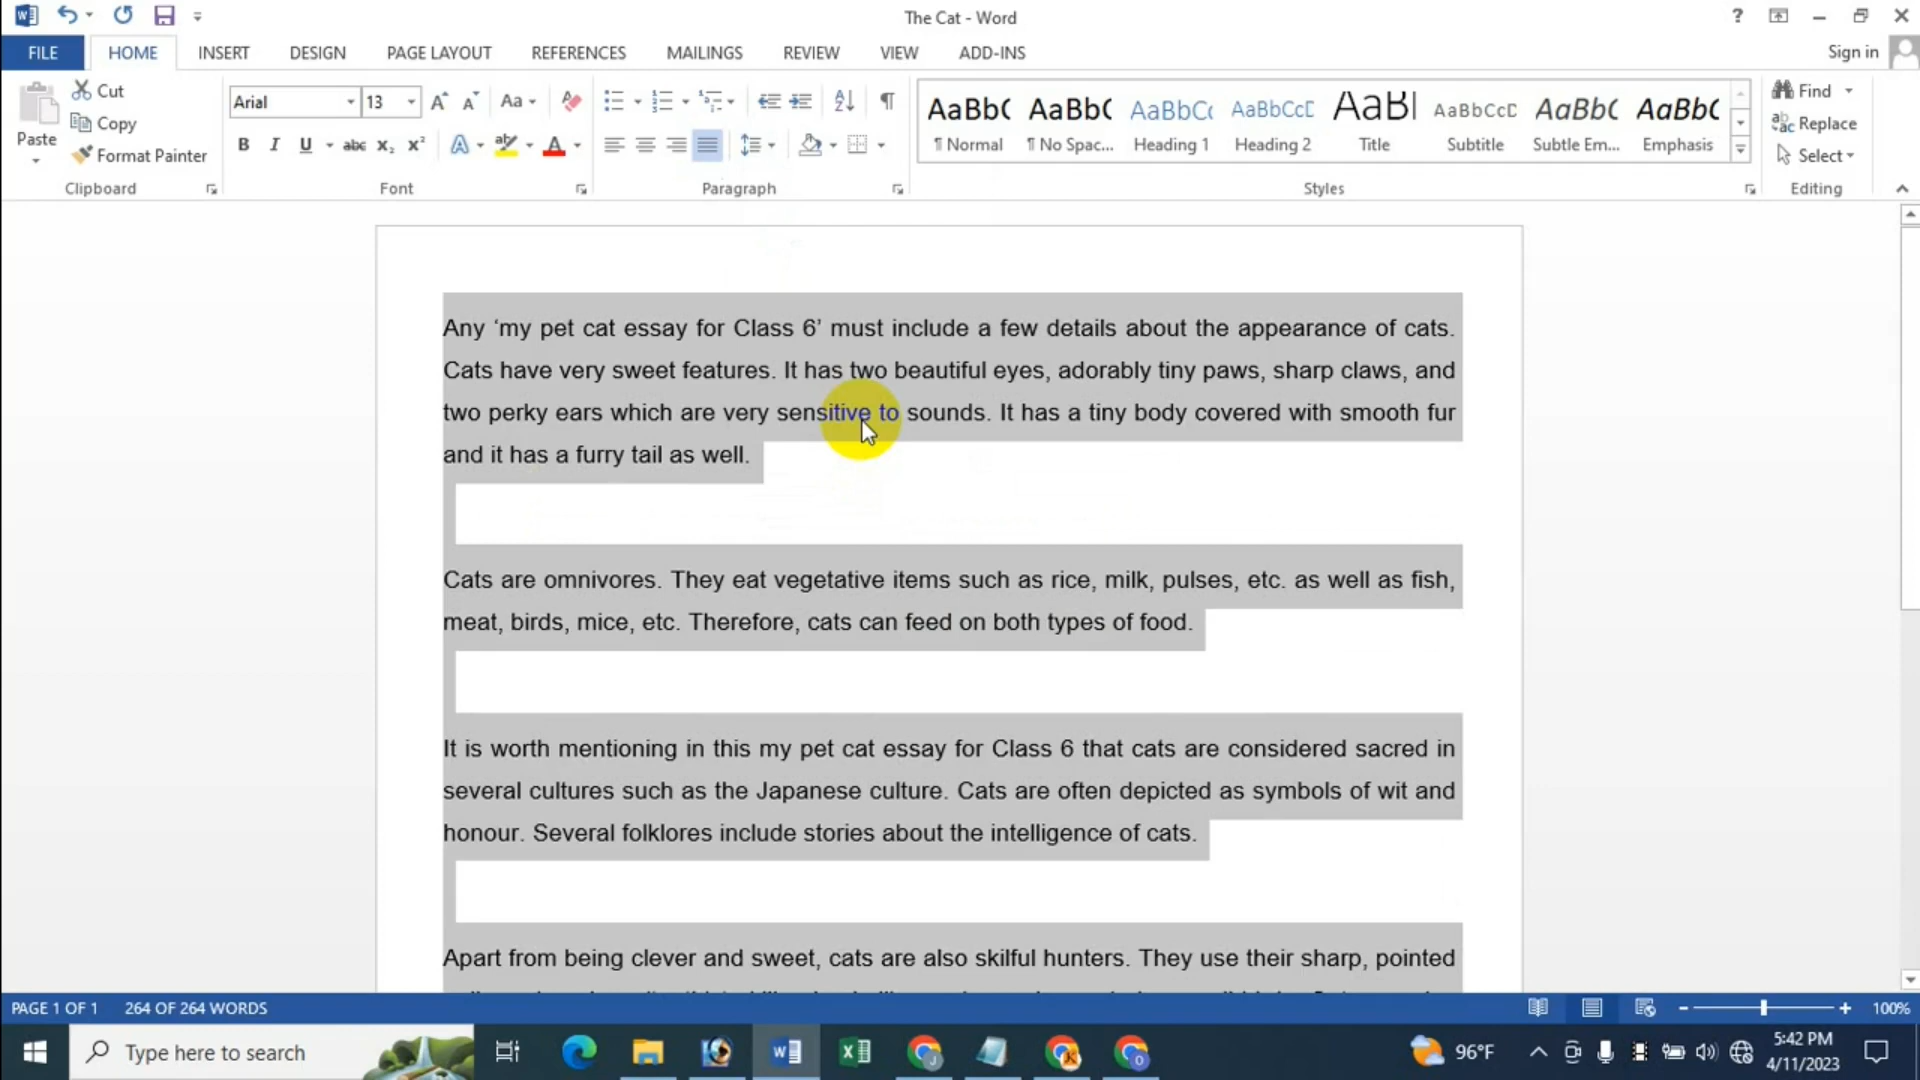 The Cat - Word
?
FILE HOME INSERT DESIGN PAGE LAYOUT REFERENCES MAILINGS REVIEW VIEW ADD-INS Sign in
Paste
Cut
Copy
Format Painter
Clipboard
Arial 13
Font
Paragraph
AaBbC AaBbC AaBbCc AaBbCcD AaBI AaBbCcD AaBbC AaBbC
¶ Normal ¶ No Spac... Heading 1 Heading 2 Title Subtitle Subtle Em... Emphasis
Styles
Find
Replace
Select
Editing
Any ‘my pet cat essay for Class 6’ must include a few details about the appearance of cats.
Cats have very sweet features. It has two beautiful eyes, adorably tiny paws, sharp claws, and
two perky ears which are very sensitive to sounds. It has a tiny body covered with smooth fur
and it has a furry tail as well.
Cats are omnivores. They eat vegetative items such as rice, milk, pulses, etc. as well as fish,
meat, birds, mice, etc. Therefore, cats can feed on both types of food.
It is worth mentioning in this my pet cat essay for Class 6 that cats are considered sacred in
several cultures such as the Japanese culture. Cats are often depicted as symbols of wit and
honour. Several folklores include stories about the intelligence of cats.
Apart from being clever and sweet, cats are also skilful hunters. They use their sharp, pointed
PAGE 1 OF 1 264 OF 264 WORDS 100%
Type here to search
96°F
5:42 PM
4/11/2023